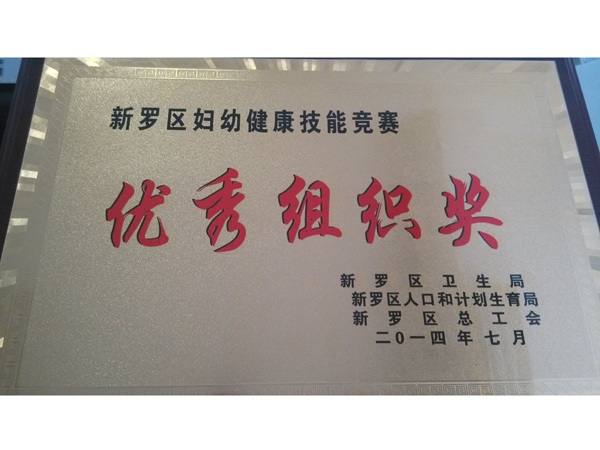 新罗区妇幼健康技能竞赛
优秀组织奖
新罗区卫生局
新罗区人口和计划生育局
新罗区总工会
二0一四年七月